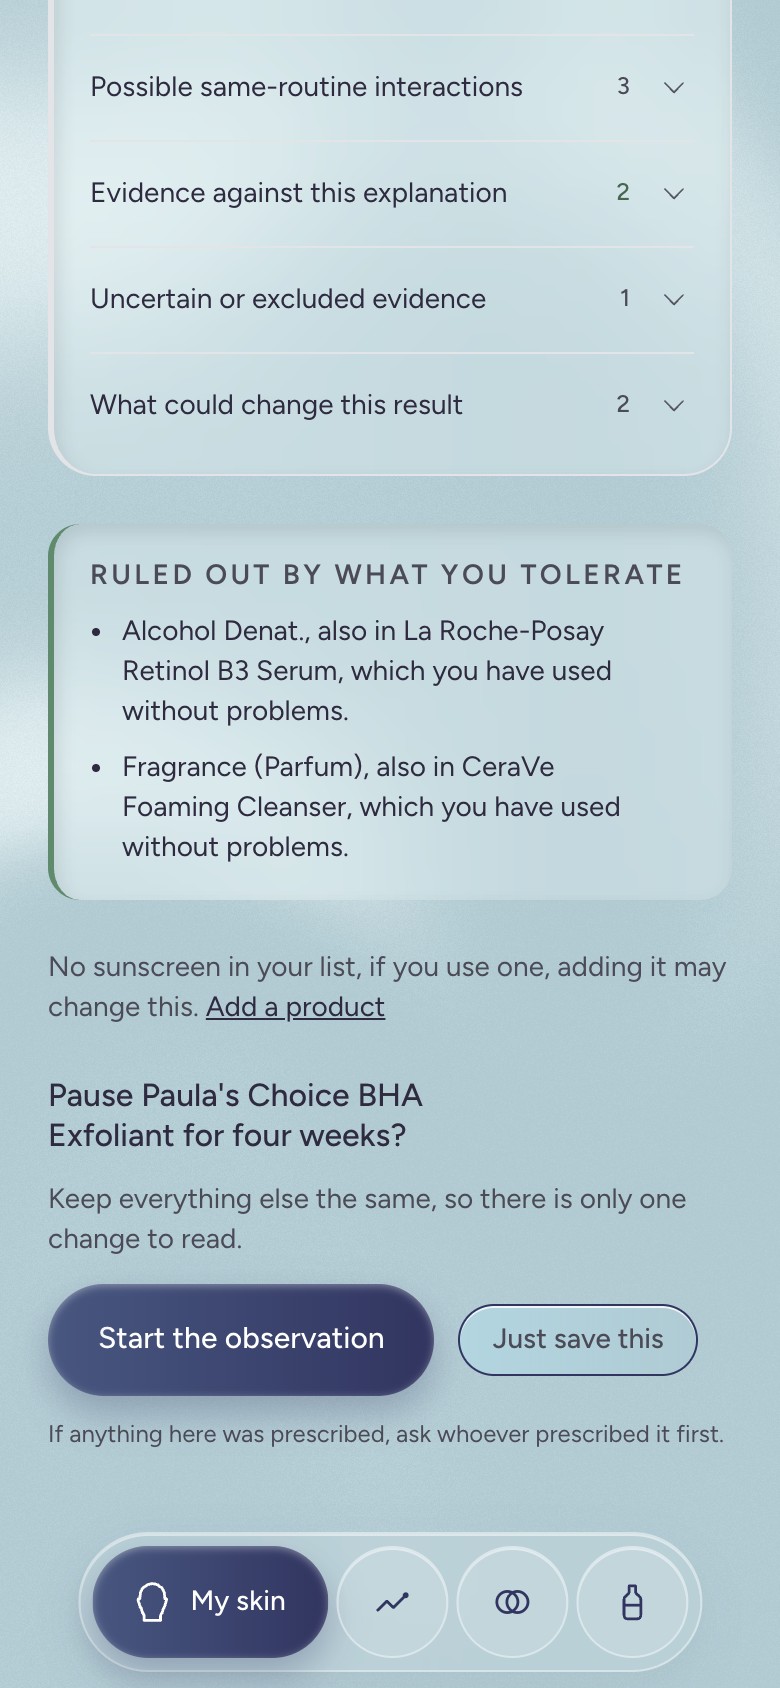 Possible same-routine interactions 3
Evidence against this explanation 2
Uncertain or excluded evidence 1
What could change this result 2
RULED OUT BY WHAT YOU TOLERATE
• Alcohol Denat., also in La Roche-Posay
Retinol B3 Serum, which you have used
without problems.
• Fragrance (Parfum), also in CeraVe
Foaming Cleanser, which you have used
without problems.
No sunscreen in your list, if you use one, adding it may
change this. Add a product
Pause Paula's Choice BHA
Exfoliant for four weeks?
Keep everything else the same, so there is only one
change to read.
Start the observation Just save this
If anything here was prescribed, ask whoever prescribed it first.
My skin